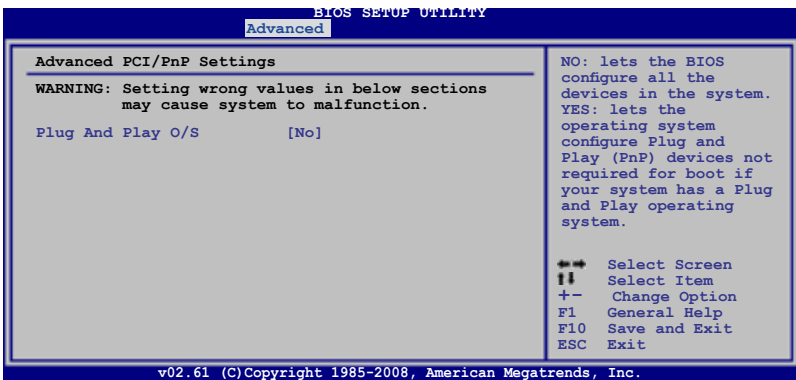 BIOS SETUP UTILITY
Advanced
Advanced PCI/PnP Settings
WARNING: Setting wrong values in below sections
may cause system to malfunction.
Plug And Play O/S [No]
NO: lets the BIOS
configure all the
devices in the system.
YES: lets the
operating system
configure Plug and
Play (PnP) devices not
required for boot if
your system has a Plug
and Play operating
system.
←→ Select Screen
↑↓ Select Item
+- Change Option
F1 General Help
F10 Save and Exit
ESC Exit
v02.61 (C)Copyright 1985-2008, American Megatrends, Inc.